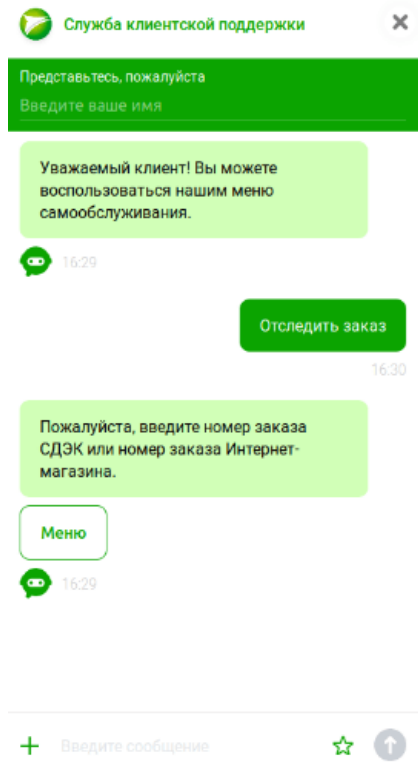 Служба клиентской поддержки
Представьтесь, пожалуйста
Введите ваше имя
Уважаемый клиент! Вы можете
воспользоваться нашим меню
самообслуживания.
16:29
Отследить заказ
16:30
Пожалуйста, введите номер заказа
СДЭК или номер заказа Интернет-
магазина.
Меню
16:29
Введите сообщение